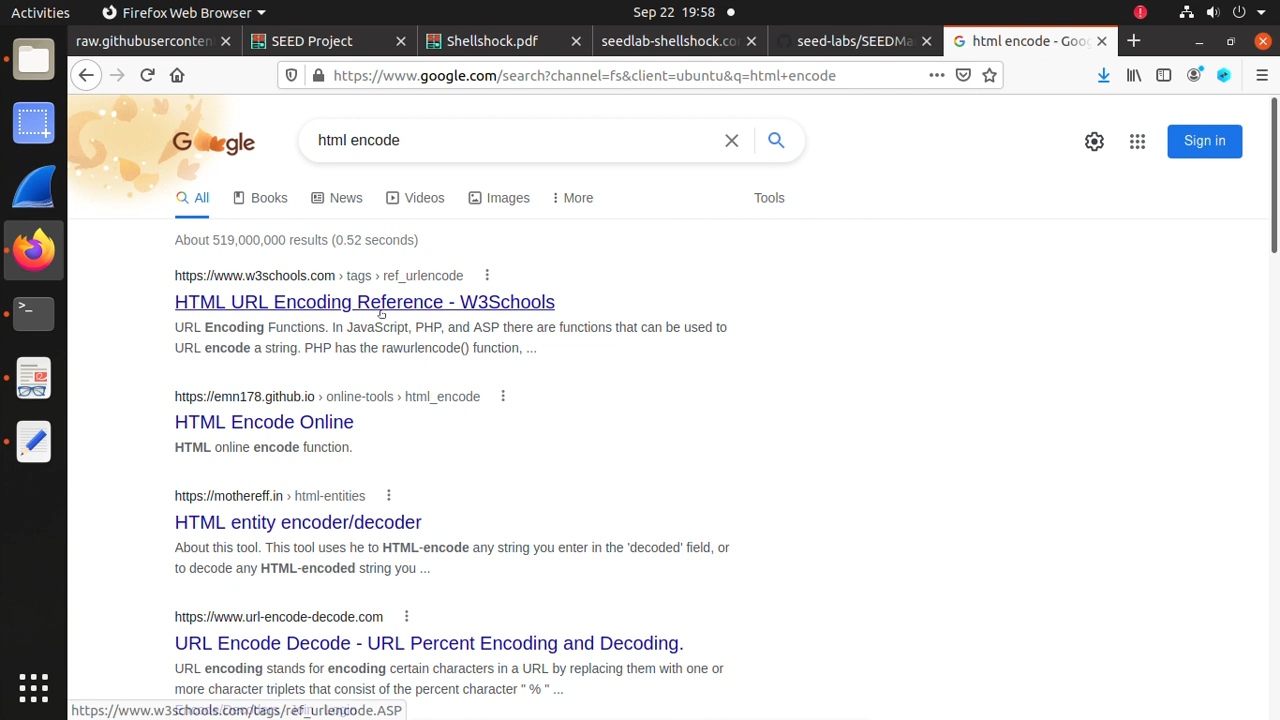 Activities Firefox Web Browser Sep 22 19:58
raw.githubuserconten SEED Project Shellshock.pdf seedlab-shellshock.co seed-labs/SEEDMa html encode - Goo
https://www.google.com/search?channel=fs&client=ubuntu&q=html+encode
Google html encode Sign in
All Books News Videos Images More Tools
About 519,000,000 results (0.52 seconds)
https://www.w3schools.com › tags › ref_urlencode
HTML URL Encoding Reference - W3Schools
URL Encoding Functions. In JavaScript, PHP, and ASP there are functions that can be used to
URL encode a string. PHP has the rawurlencode() function, ...
https://emn178.github.io › online-tools › html_encode
HTML Encode Online
HTML online encode function.
https://mothereff.in › html-entities
HTML entity encoder/decoder
About this tool. This tool uses he to HTML-encode any string you enter in the 'decoded' field, or
to decode any HTML-encoded string you ...
https://www.url-encode-decode.com
URL Encode Decode - URL Percent Encoding and Decoding.
URL encoding stands for encoding certain characters in a URL by replacing them with one or
more character triplets that consist of the percent character " % " ...
https://www.w3schools.com/tags/ref_urlencode.ASP